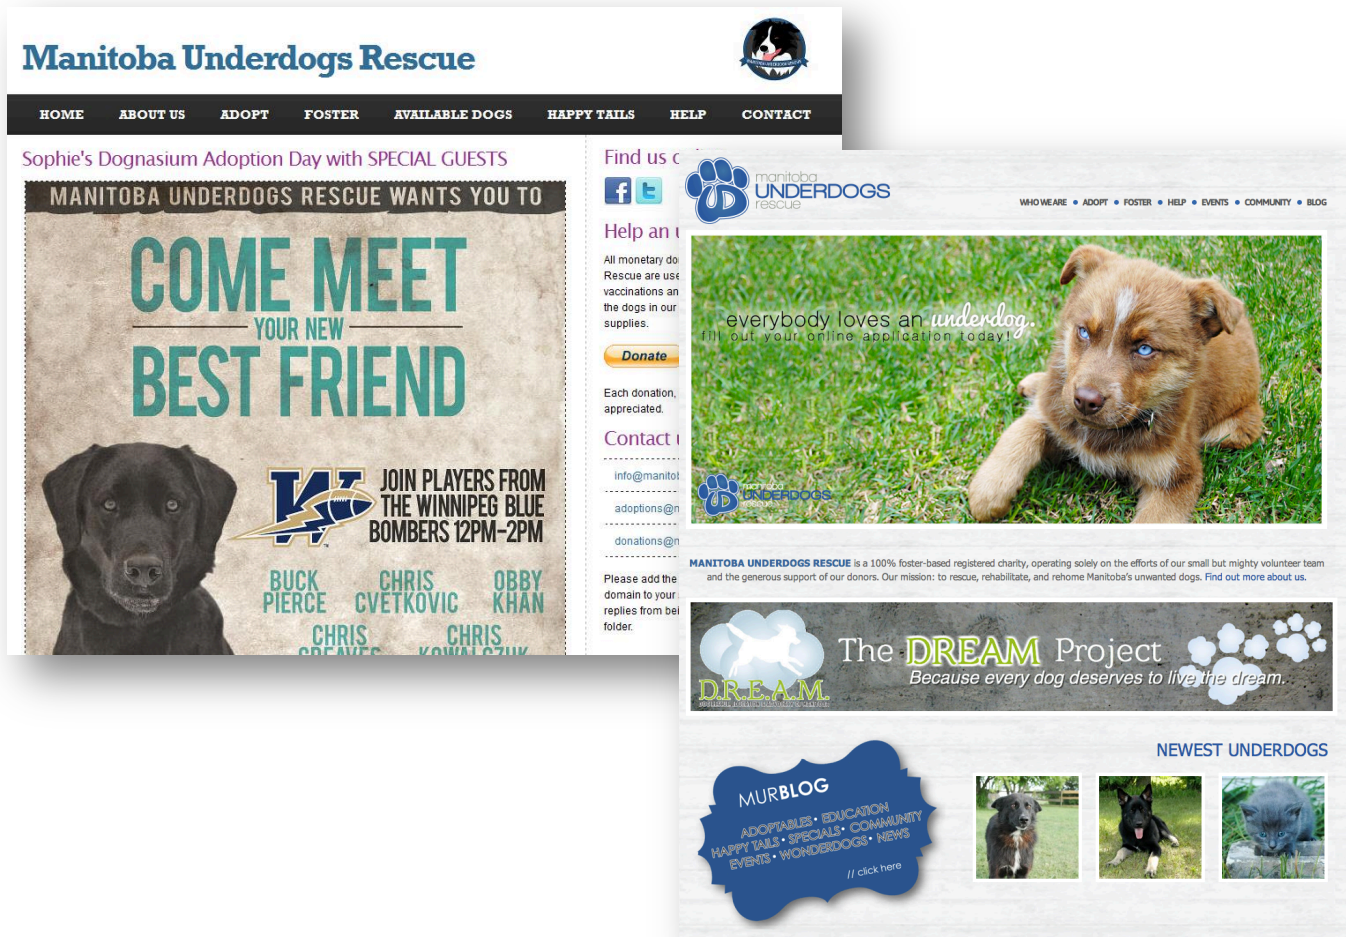 Manitoba Underdogs Rescue
HOME ABOUT US ADOPT FOSTER AVAILABLE DOGS HAPPY TAILS HELP CONTACT
Sophie's Dognasium Adoption Day with SPECIAL GUESTS
MANITOBA UNDERDOGS RESCUE WANTS YOU TO
COME MEET
YOUR NEW
BEST FRIEND
JOIN PLAYERS FROM
THE WINNIPEG BLUE
BOMBERS 12PM-2PM
BUCK CHRIS OBBY
PIERCE CVETKOVIC KHAN
CHRIS CHRIS
Find us
Help an
All monetary
Rescue are
vaccinations
the dogs in our
supplies.
Donate
Each donation,
appreciated.
Contact
Please add the
domain to your
replies from
folder.
manitoba
UNDERDOGS
rescue
WHO WE ARE • ADOPT • FOSTER • HELP • EVENTS • COMMUNITY • BLOG
everybody loves an underdog.
fill out your online application today!
manitoba
UNDERDOGS
rescue
MANITOBA UNDERDOGS RESCUE is a 100% foster-based registered charity, operating solely on the efforts of our small but mighty volunteer team
and the generous support of our donors. Our mission: to rescue, rehabilitate, and rehome Manitoba's unwanted dogs. Find out more about us.
The DREAM Project
Because every dog deserves to live the dream.
D.R.E.A.M.
NEWEST UNDERDOGS
MURBLOG
ADOPTABLES • EDUCATION
HAPPY TAILS • SPECIALS • COMMUNITY
EVENTS • WONDERDOGS • NEWS
// click here